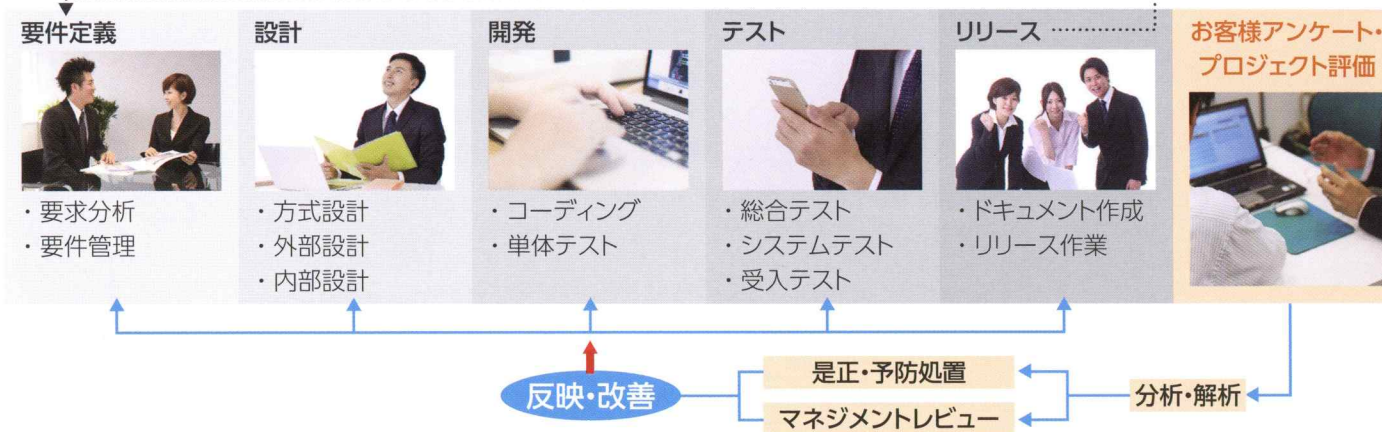 要件定義
・要求分析
・要件管理
設計
・方式設計
・外部設計
・内部設計
開発
・コーディング
・単体テスト
テスト
・総合テスト
・システムテスト
・受入テスト
リリース
・ドキュメント作成
・リリース作業
お客様アンケート・
プロジェクト評価
反映・改善
是正・予防処置
マネジメントレビュー
分析・解析